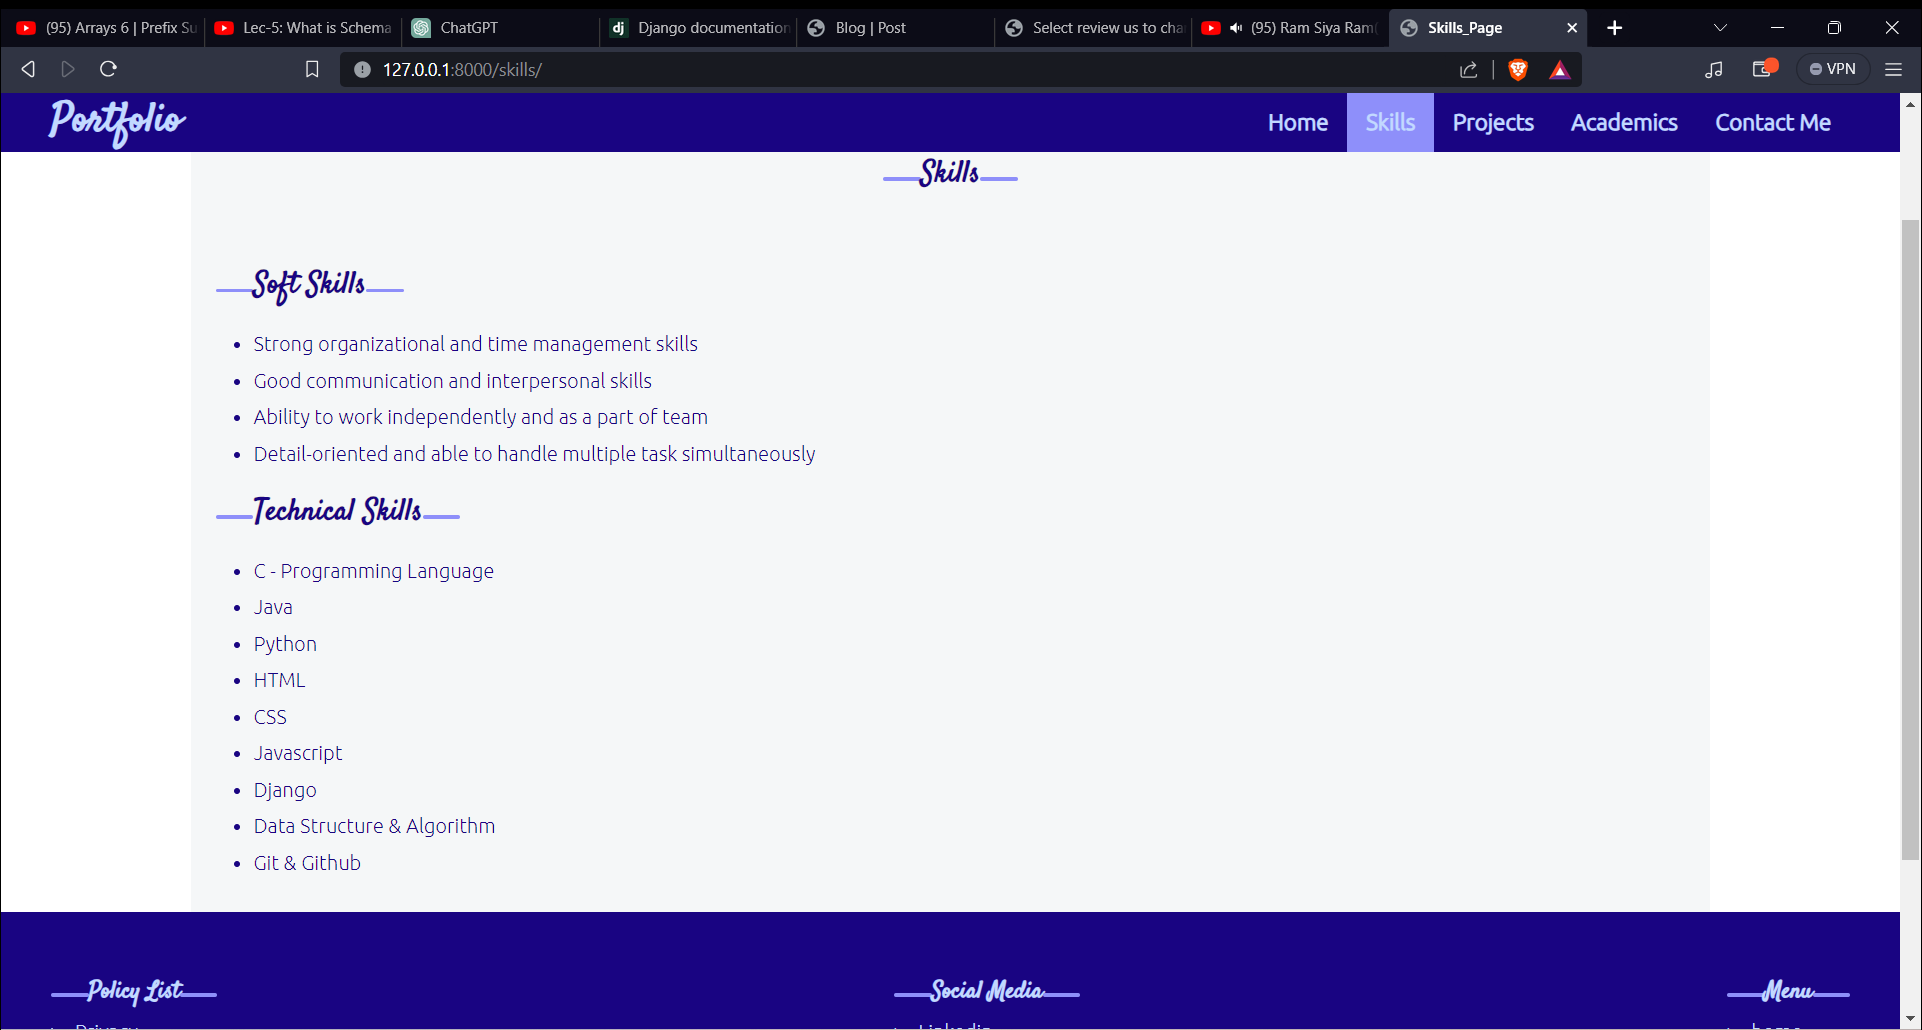 (95) Arrays 6 | Prefix Su
Lec-5: What is Schema
ChatGPT
dj Django documentation
Blog | Post
Select review us to cha
(95) Ram Siya Ram(
Skills_Page
127.0.0.1:8000/skills/
VPN
Portfolio
Home Skills Projects Academics Contact Me
Skills
Soft Skills
• Strong organizational and time management skills
• Good communication and interpersonal skills
• Ability to work independently and as a part of team
• Detail-oriented and able to handle multiple task simultaneously
Technical Skills
• C - Programming Language
• Java
• Python
• HTML
• CSS
• Javascript
• Django
• Data Structure & Algorithm
• Git & Github
Policy List Social Media Menu
Privacy Linkedin home